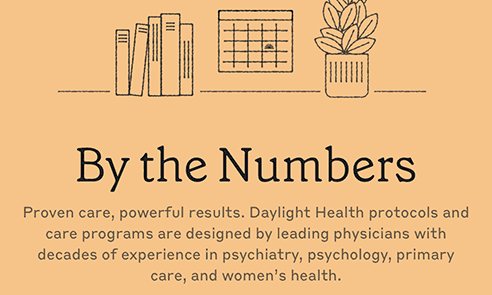 By the Numbers
Proven care, powerful results. Daylight Health protocols and
care programs are designed by leading physicians with
decades of experience in psychiatry, psychology, primary
care, and women’s health.